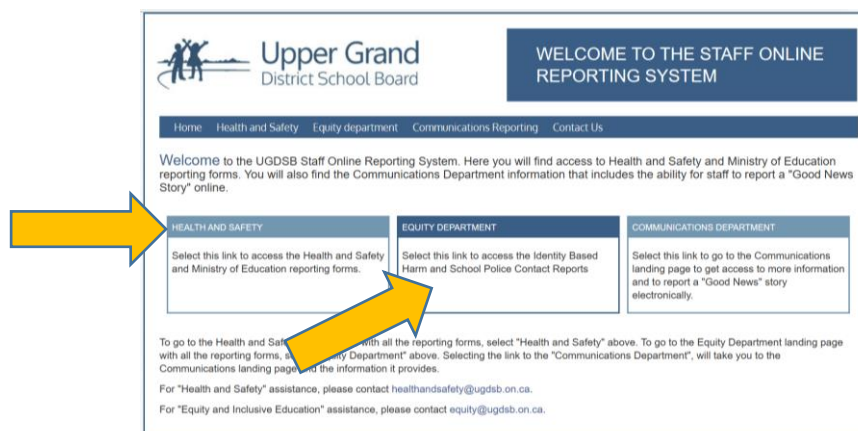 Upper Grand
District School Board
WELCOME TO THE STAFF ONLINE
REPORTING SYSTEM
Home Health and Safety Equity department Communications Reporting Contact Us
Welcome to the UGDSB Staff Online Reporting System. Here you will find access to Health and Safety and Ministry of Education
reporting forms. You will also find the Communications Department information that includes the ability for staff to report a "Good News
Story" online.
HEALTH AND SAFETY
Select this link to access the Health and Safety
and Ministry of Education reporting forms.
EQUITY DEPARTMENT
Select this link to access the Identity Based
Harm and School Police Contact Reports
COMMUNICATIONS DEPARTMENT
Select this link to go to the Communications
landing page to get access to more information
and to report a "Good News" story
electronically.
To go to the Health and with all the reporting forms, select "Health and Safety" above. To go to the Equity Department landing page
with all the reporting forms, Department" above. Selecting the link to the "Communications Department", will take you to the
Communications landing page the information it provides.
For "Health and Safety" assistance, please contact healthandsafety@ugdsb.on.ca.
For "Equity and Inclusive Education" assistance, please contact equity@ugdsb.on.ca.